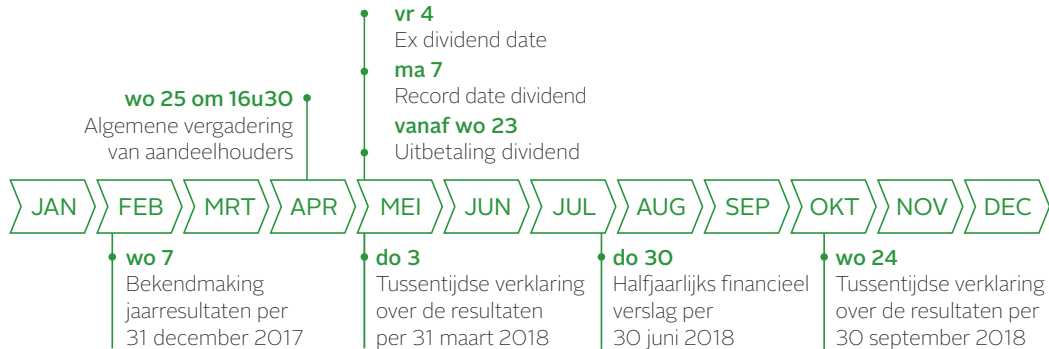 vr 4
Ex dividend date
ma 7
Record date dividend
vanaf wo 23
Uitbetaling dividend
wo 25 om 16u30
Algemene vergadering
van aandeelhouders
JAN FEB MRT APR MEI JUN JUL AUG SEP OKT NOV DEC
wo 7
Bekendmaking
jaarresultaten per
31 december 2017
do 3
Tussentijdse verklaring
over de resultaten
per 31 maart 2018
do 30
Halfjaarlijks financieel
verslag per
30 juni 2018
wo 24
Tussentijdse verklaring
over de resultaten per
30 september 2018